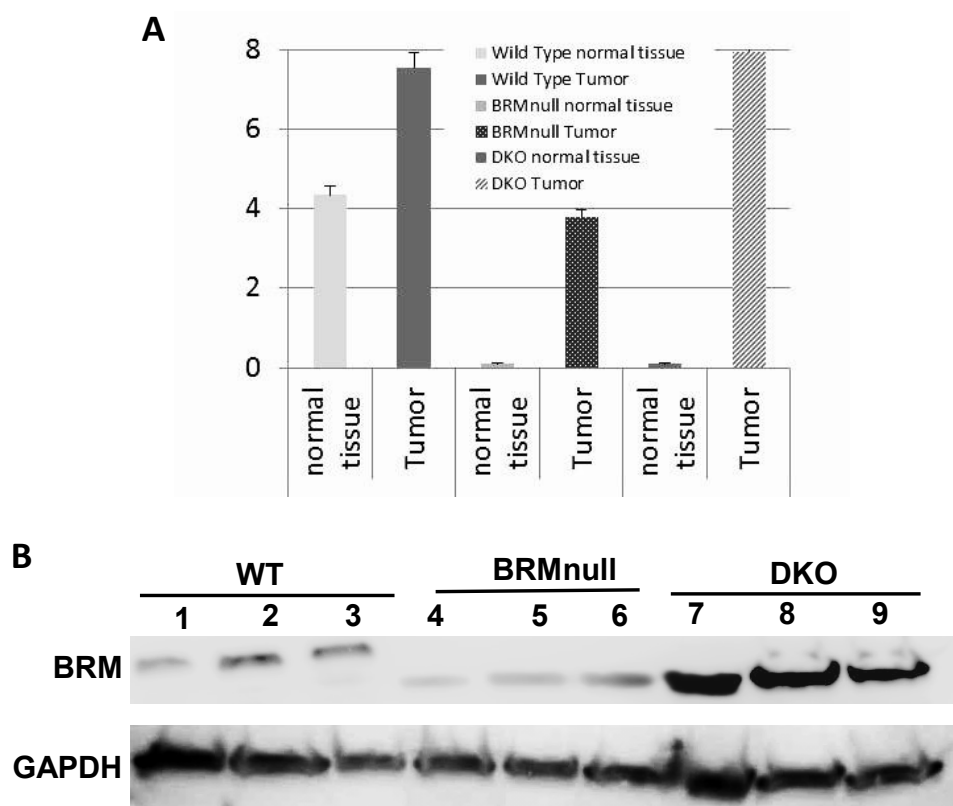 A
8
6
4
2
0
Wild Type normal tissue
Wild Type Tumor
BRMnull normal tissue
BRMnull Tumor
DKO normal tissue
DKO Tumor
normal tissue
Tumor
normal tissue
Tumor
normal tissue
Tumor
B
WT BRMnull DKO
1 2 3 4 5 6 7 8 9
BRM
GAPDH